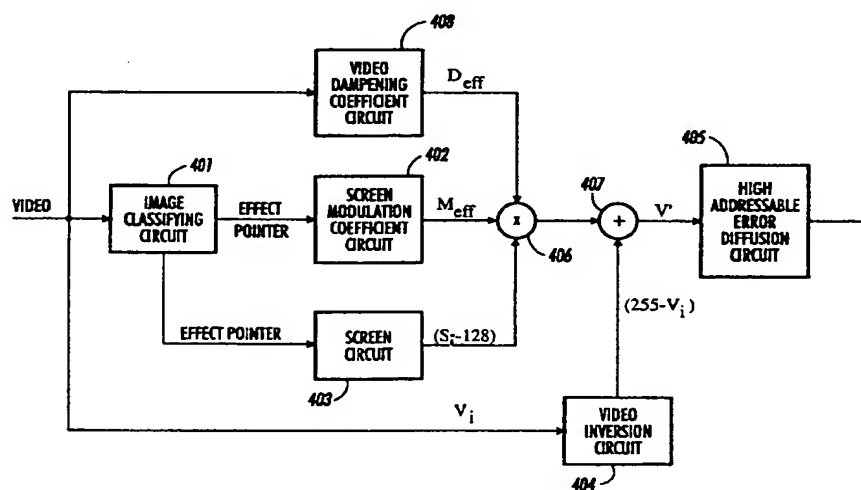 408
VIDEO
DAMPENING
COEFFICIENT
CIRCUIT
D_eff
401
402
405
VIDEO
IMAGE
CLASSIFYING
CIRCUIT
EFFECT
POINTER
SCREEN
MODULATION
COEFFICIENT
CIRCUIT
M_eff
x
406
407
+
V'
HIGH
ADDRESSABLE
ERROR
DIFFUSION
CIRCUIT
EFFECT POINTER
SCREEN
CIRCUIT
403
(S_i-128)
(255-V_i)
V_i
VIDEO
INVERSION
CIRCUIT
404